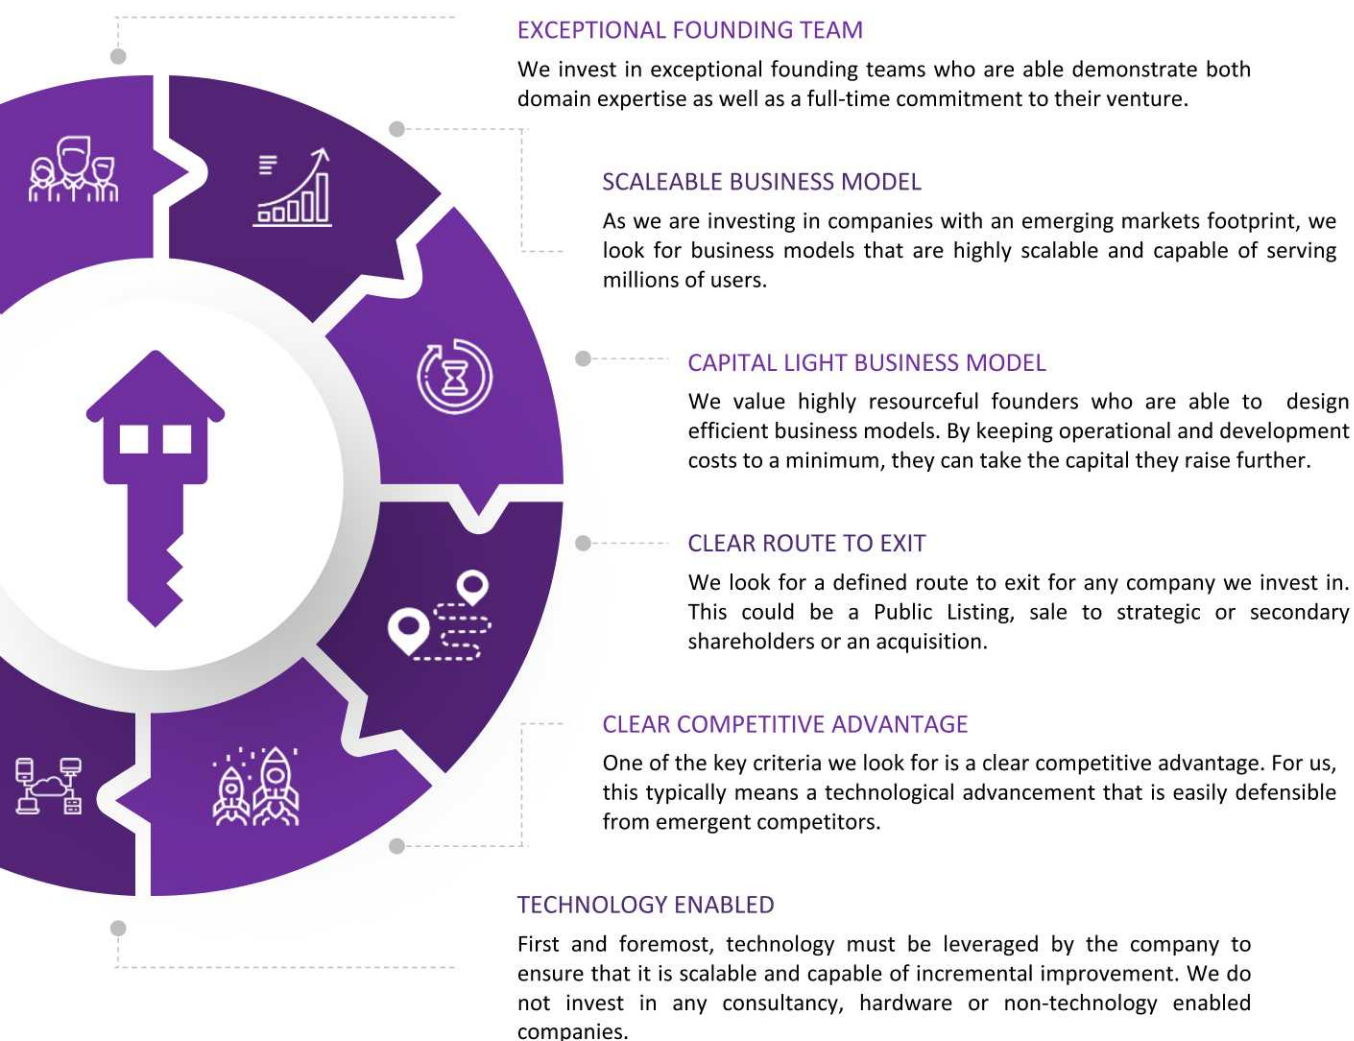 EXCEPTIONAL FOUNDING TEAM
We invest in exceptional founding teams who are able demonstrate both
domain expertise as well as a full-time commitment to their venture.
SCALEABLE BUSINESS MODEL
As we are investing in companies with an emerging markets footprint, we
look for business models that are highly scalable and capable of serving
millions of users.
CAPITAL LIGHT BUSINESS MODEL
We value highly resourceful founders who are able to design
efficient business models. By keeping operational and development
costs to a minimum, they can take the capital they raise further.
CLEAR ROUTE TO EXIT
We look for a defined route to exit for any company we invest in.
This could be a Public Listing, sale to strategic or secondary
shareholders or an acquisition.
CLEAR COMPETITIVE ADVANTAGE
One of the key criteria we look for is a clear competitive advantage. For us,
this typically means a technological advancement that is easily defensible
from emergent competitors.
TECHNOLOGY ENABLED
First and foremost, technology must be leveraged by the company to
ensure that it is scalable and capable of incremental improvement. We do
not invest in any consultancy, hardware or non-technology enabled
companies.